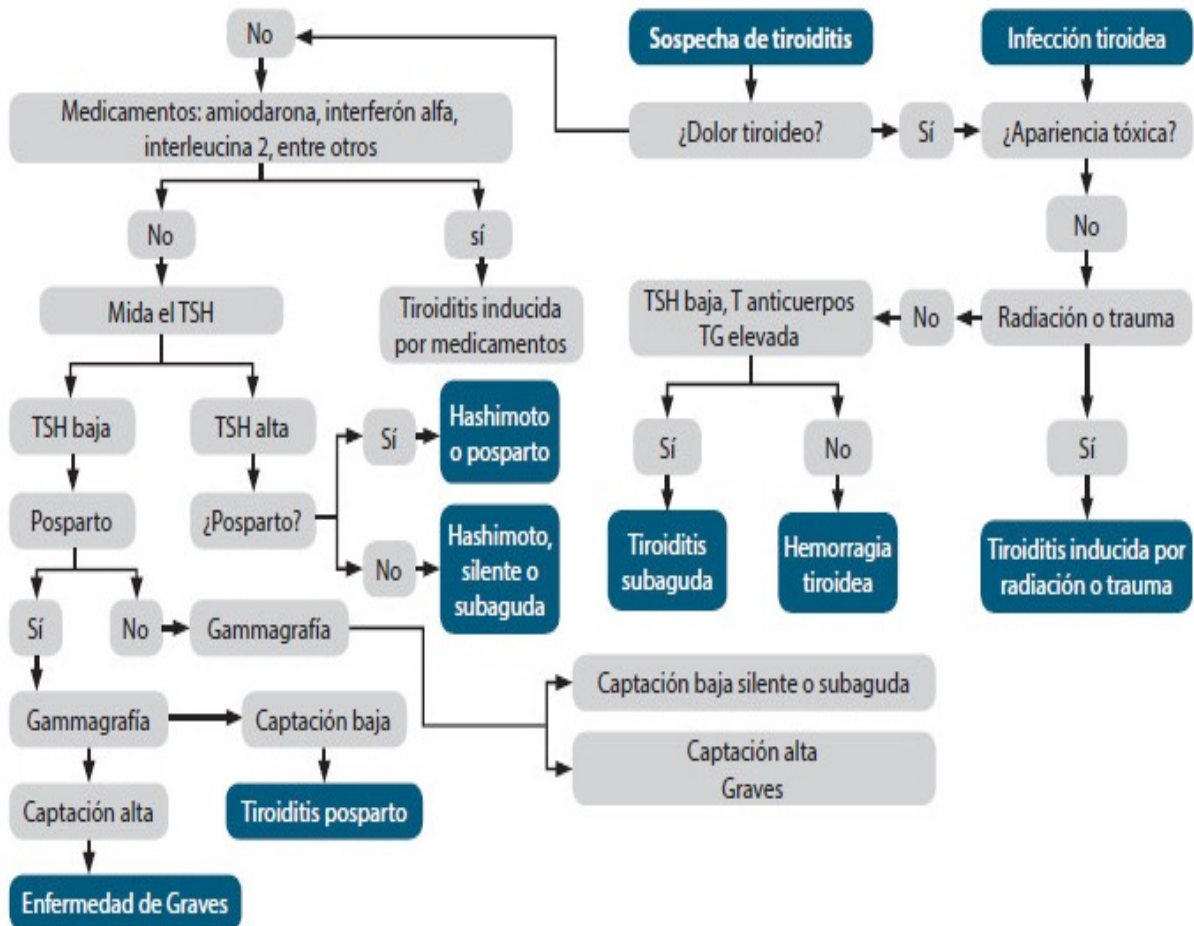 No
Sospecha de tiroiditis
Infección tiroidea
Medicamentos: amiodarona, interferón alfa,
interleucina 2, entre otros
¿Dolor tiroideo?
Sí
¿Apariencia tóxica?
No
sí
No
Mida el TSH
Tiroiditis inducida
por medicamentos
TSH baja, T anticuerpos
TG elevada
No
Radiación o trauma
TSH baja
TSH alta
Sí
Hashimoto
o posparto
Sí
No
Sí
Posparto
¿Posparto?
No
Hashimoto,
silente o
subaguda
Tiroiditis
subaguda
Hemorragia
tiroidea
Tiroiditis inducida por
radiación o trauma
Sí
No
Gammagrafía
Gammagrafía
Captación baja
Captación baja silente o subaguda
Captación alta
Graves
Captación alta
Tiroiditis posparto
Enfermedad de Graves